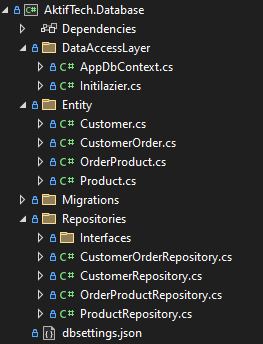 C# AktifTech.Database
Dependencies
DataAccessLayer
C# AppDbContext.cs
C# Initilazier.cs
Entity
C# Customer.cs
C# CustomerOrder.cs
C# OrderProduct.cs
C# Product.cs
Migrations
Repositories
Interfaces
C# CustomerOrderRepository.cs
C# CustomerRepository.cs
C# OrderProductRepository.cs
C# ProductRepository.cs
dbsettings.json